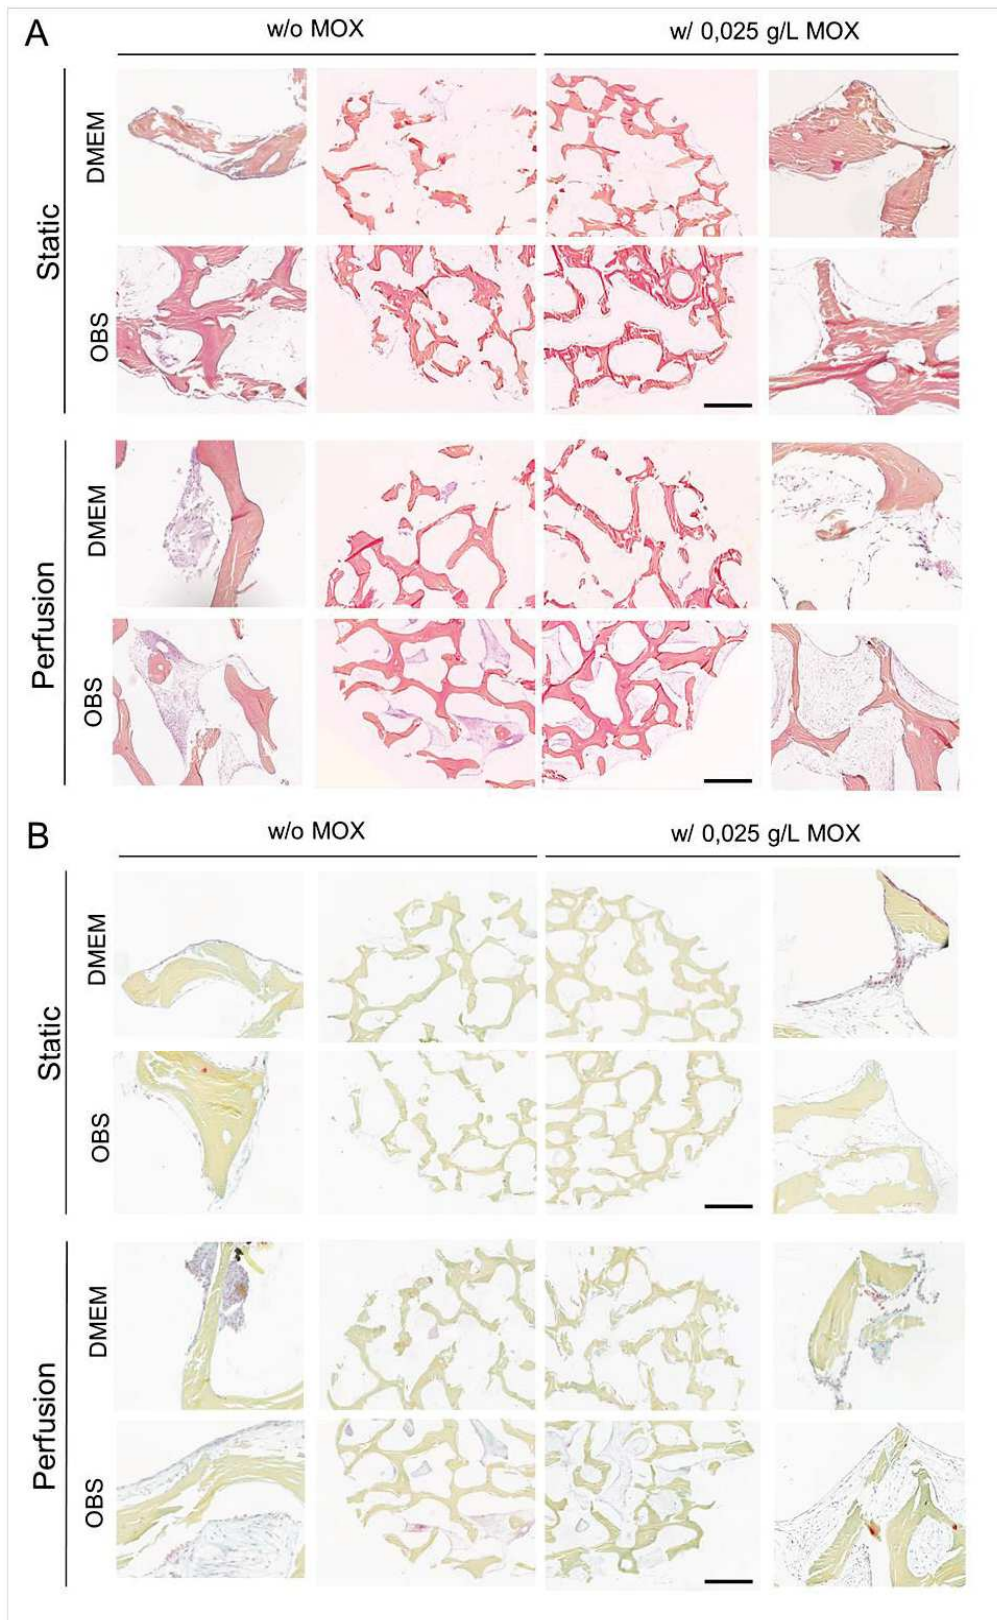 A
w/o MOX
w/ 0,025 g/L MOX
Static
DMEM
OBS
Perfusion
DMEM
OBS
B
w/o MOX
w/ 0,025 g/L MOX
Static
DMEM
OBS
Perfusion
DMEM
OBS